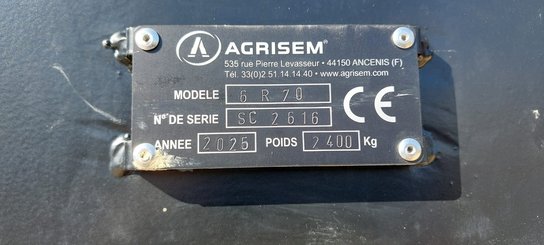 AGRISEM®
535 rue Pierre Levasseur • 44150 ANCENIS (F)
Tél. 33(0)2 51 14.14.40 • www.agrisem.com
MODELE 6 R 70
N° DE SERIE SC 2616 CE
ANNEE 2025 POIDS 2400 Kg